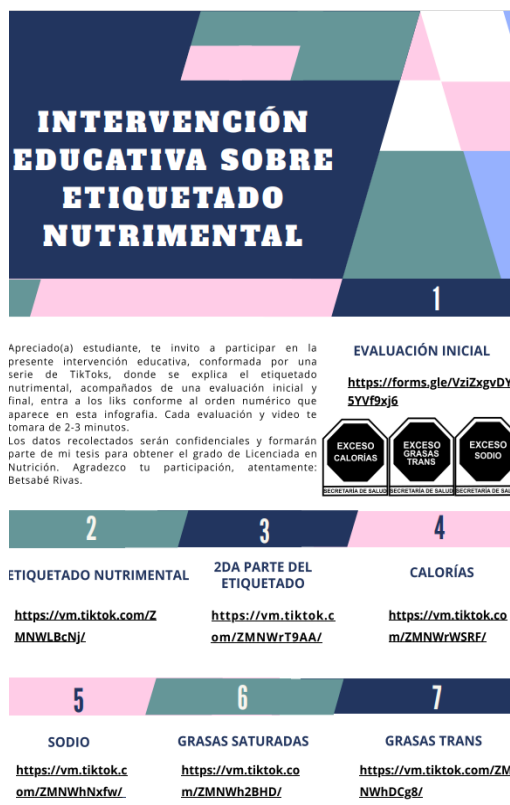 INTERVENCIÓN
EDUCATIVA SOBRE
ETIQUETADO
NUTRIMENTAL
1
Apreciado(a) estudiante, te invito a participar en la
presente intervención educativa, conformada por una
serie de TikToks, donde se explica el etiquetado
nutrimental, acompañados de una evaluación inicial y
final, entra a los liks conforme al orden numérico que
aparece en esta infografia. Cada evaluación y video te
tomara de 2-3 minutos.
Los datos recolectados serán confidenciales y formarán
parte de mi tesis para obtener el grado de Licenciada en
Nutrición. Agradezco tu participación, atentamente:
Betsabé Rivas.
EVALUACIÓN INICIAL
https://forms.gle/VziZxgvDY
5YVf9xj6
EXCESO
CALORÍAS
SECRETARÍA DE SALUD
EXCESO
GRASAS
TRANS
SECRETARÍA DE SALUD
EXCESO
SODIO
SECRETARÍA DE SALUD
2
3
4
ETIQUETADO NUTRIMENTAL
2DA PARTE DEL
ETIQUETADO
CALORÍAS
https://vm.tiktok.com/Z
MNWLBcNj/
https://vm.tiktok.c
om/ZMNWrT9AA/
https://vm.tiktok.co
m/ZMNWrWSRF/
5
6
7
SODIO
GRASAS SATURADAS
GRASAS TRANS
https://vm.tiktok.c
om/ZMNWhNxfw/
https://vm.tiktok.co
m/ZMNWh2BHD/
https://vm.tiktok.com/ZM
NWhDCg8/